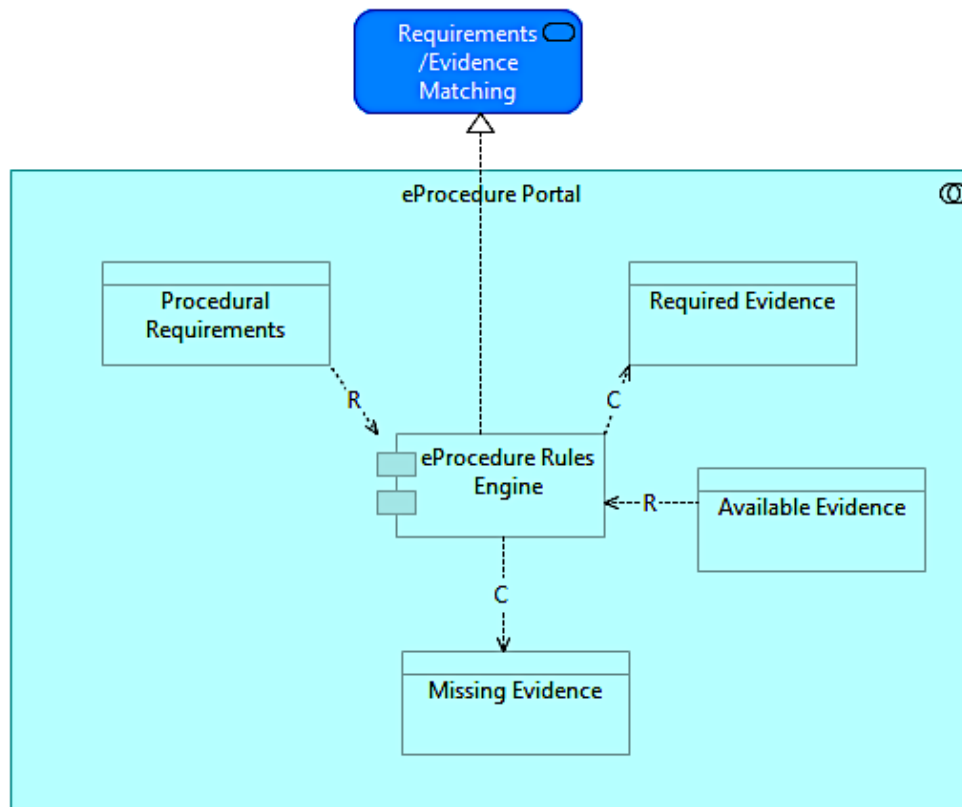 Requirements
/Evidence
Matching
eProcedure Portal
Procedural
Requirements
Required Evidence
R
C
eProcedure Rules
Engine
R
Available Evidence
C
Missing Evidence